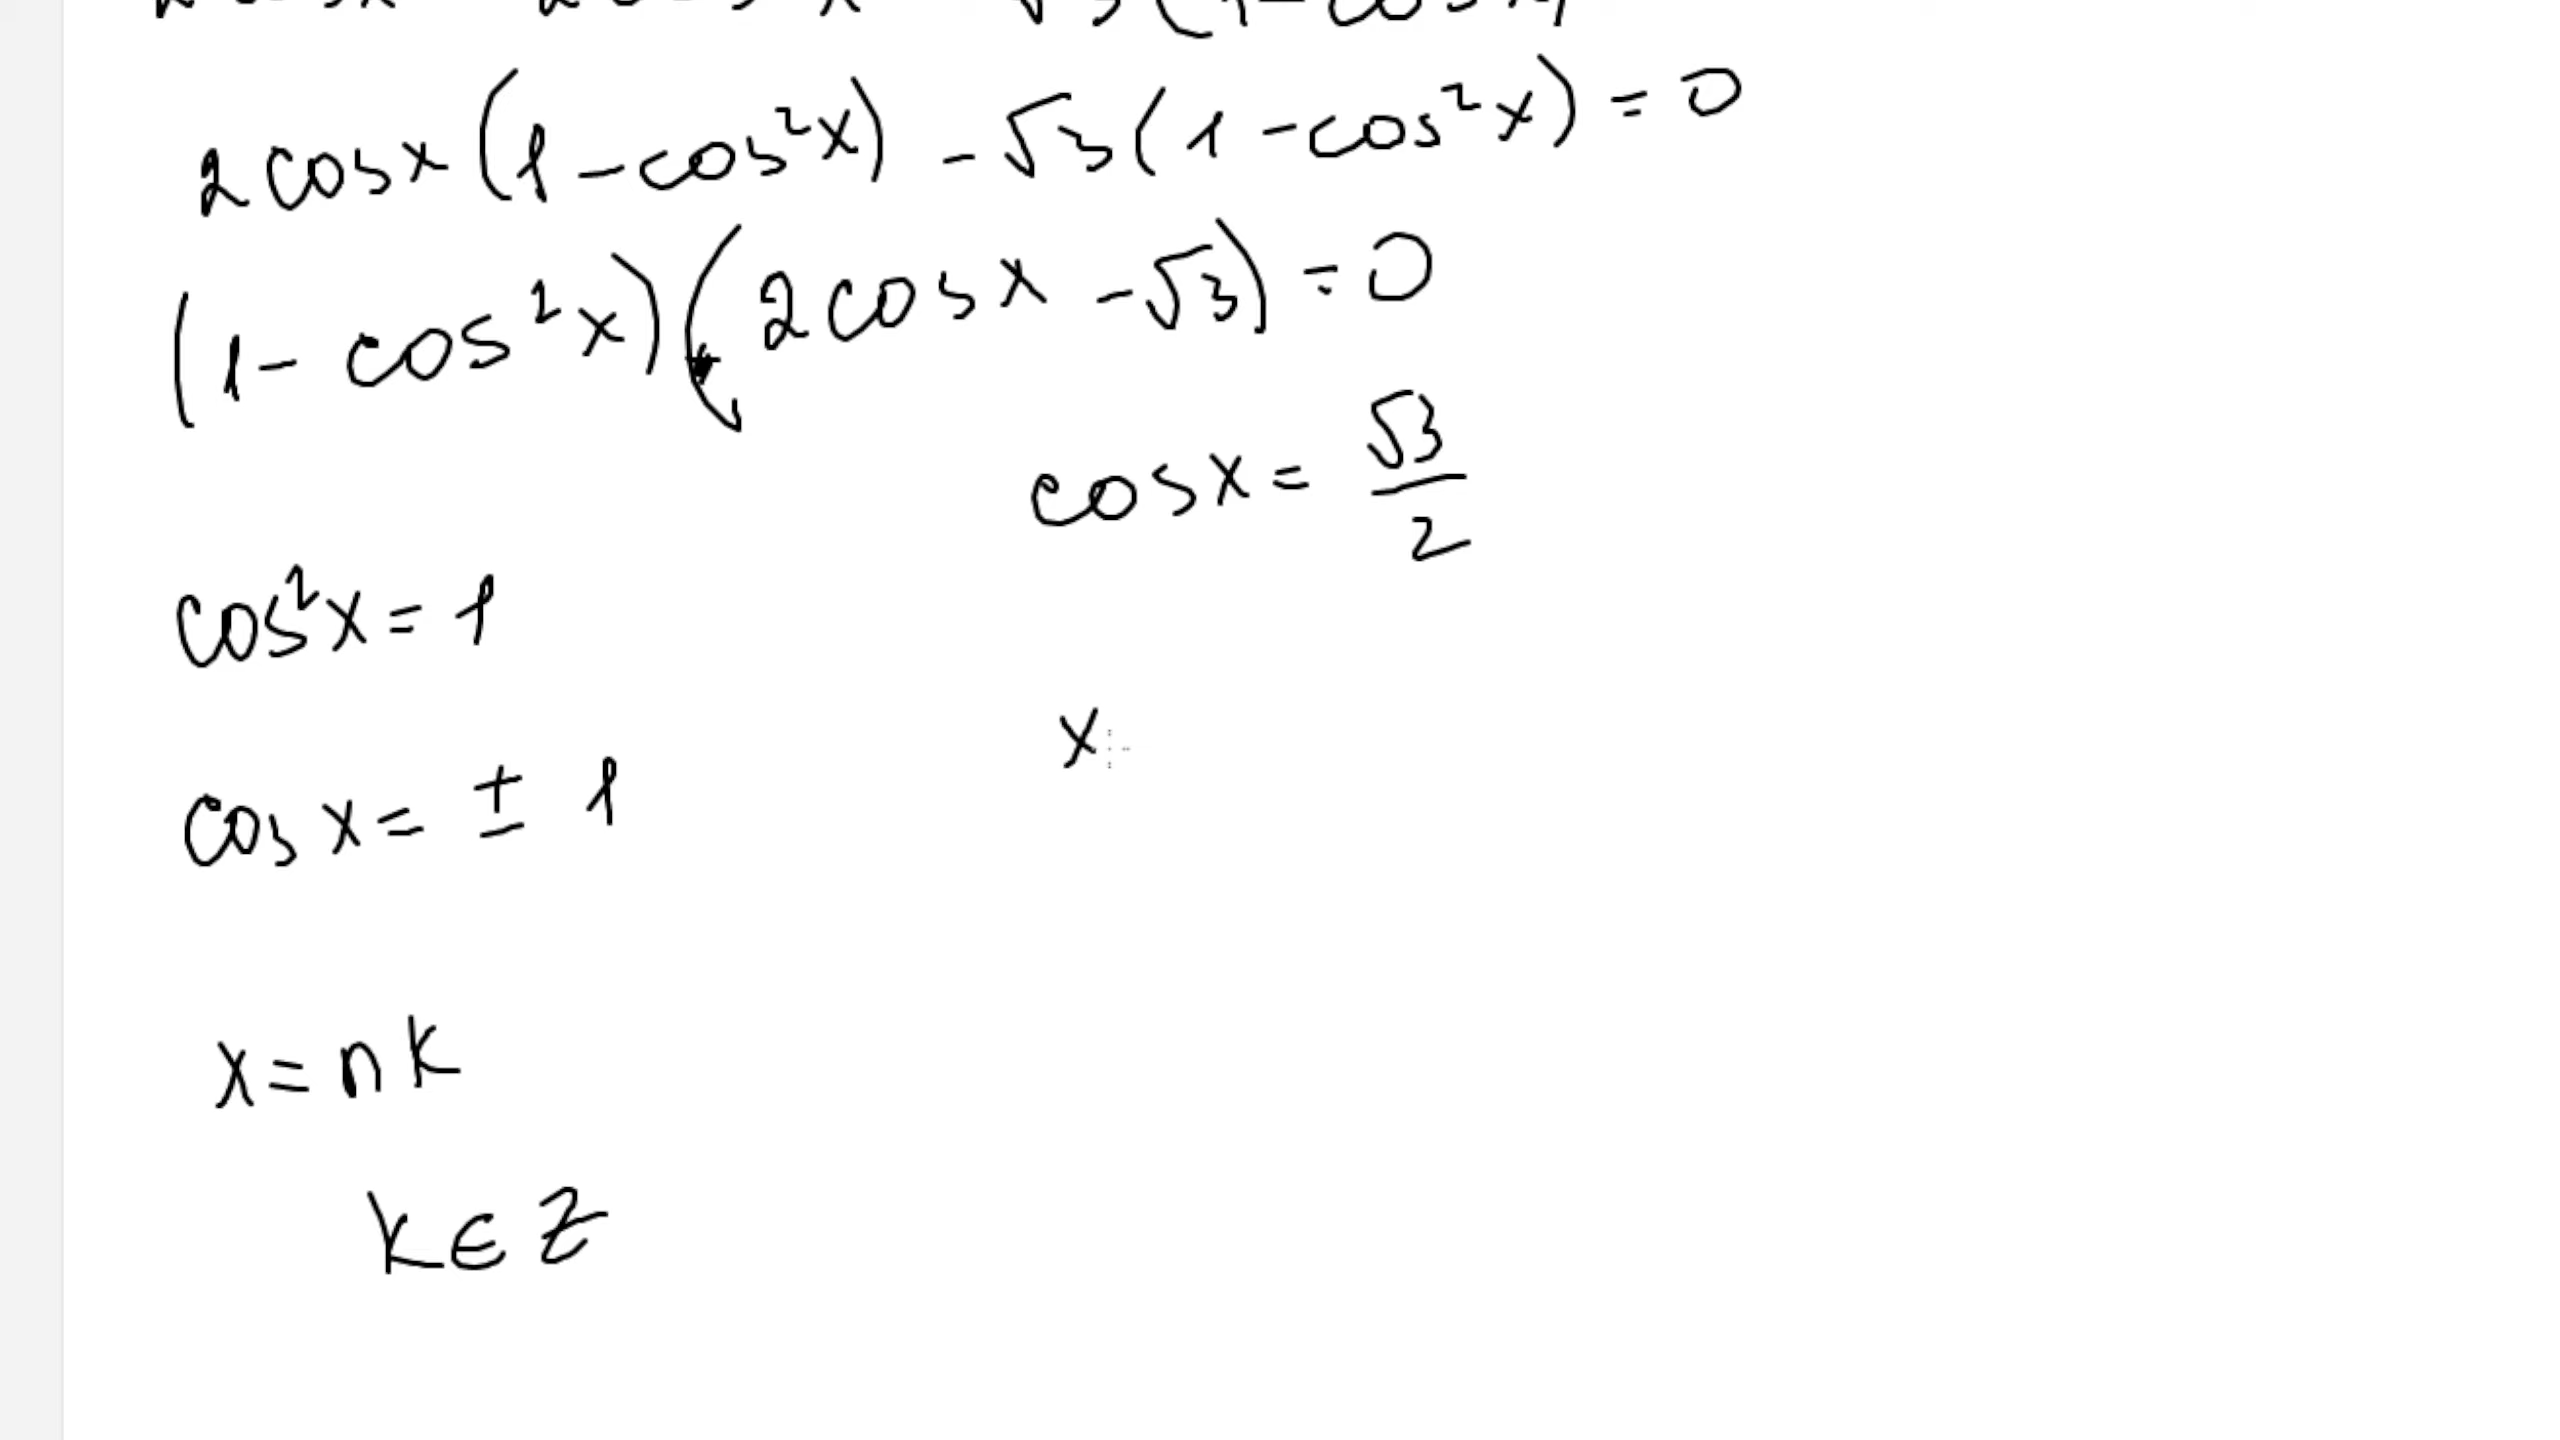 2cosx(1-cos²x) - √3(1-cos²x) = 0
(1-cos²x)(2cosx-√3) = 0
cosx = √3/2
cos²x = 1
x
cosx = ± 1
x = пk
k∈Z